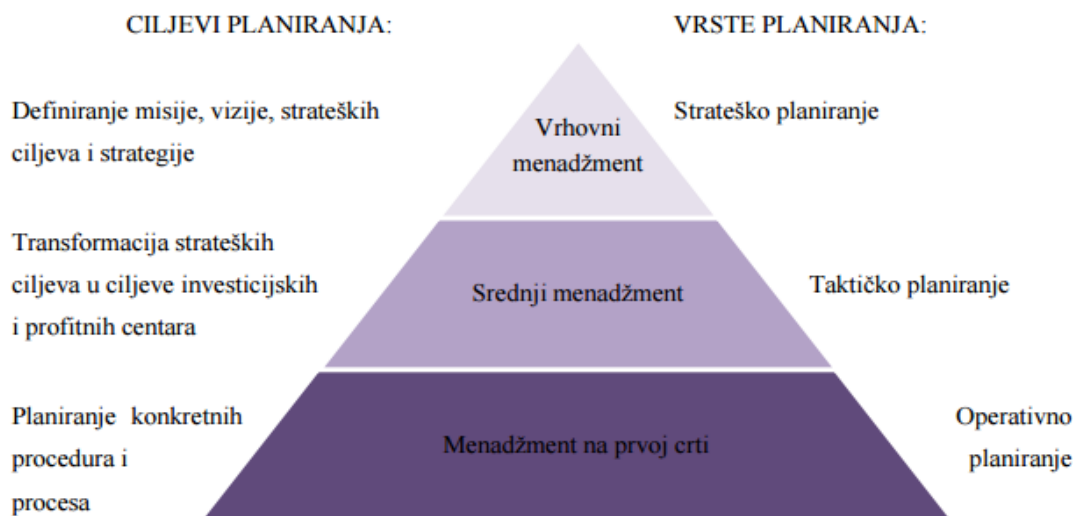 CILJEVI PLANIRANJA:
VRSTE PLANIRANJA:
Definiranje misije, vizije, strateških
ciljeva i strategije
Vrhovni
menadžment
Strateško planiranje
Transformacija strateških
ciljeva u ciljeve investicijskih
i profitnih centara
Srednji menadžment
Taktičko planiranje
Planiranje konkretnih
procedura i
procesa
Menadžment na prvoj crti
Operativno
planiranje